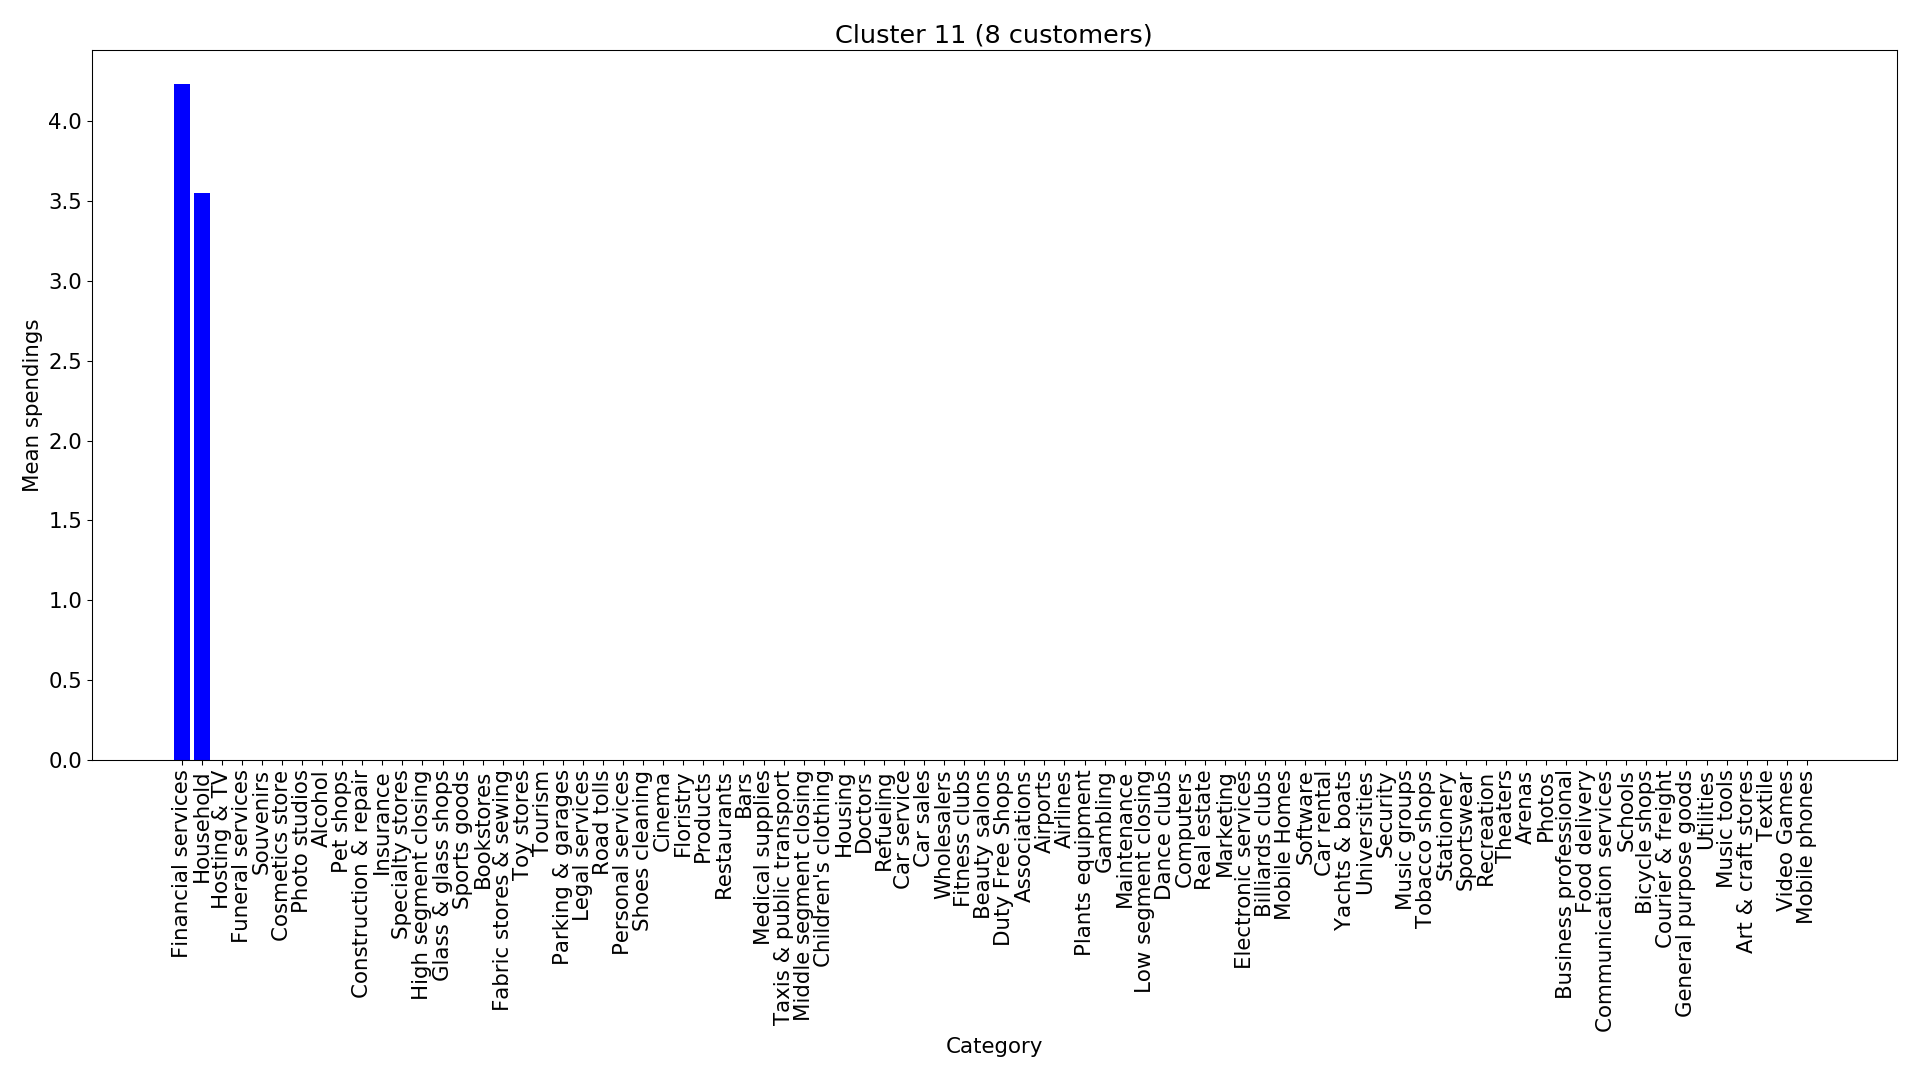 Cluster 11 (8 customers)
Mean spendings
4.0
3.5
3.0
2.5
2.0
1.5
1.0
0.5
0.0
Financial services
Household
Hosting & TV
Funeral services
Souvenirs
Cosmetics store
Photo studios
Alcohol
Pet shops
Construction & repair
Insurance
Specialty stores
High segment closing
Glass & glass shops
Sports goods
Bookstores
Fabric stores & sewing
Toy stores
Tourism
Parking & garages
Legal services
Road tolls
Personal services
Shoes cleaning
Cinema
Floristry
Products
Restaurants
Bars
Medical supplies
Taxis & public transport
Middle segment closing
Children's clothing
Housing
Doctors
Refueling
Car service
Car sales
Wholesalers
Fitness clubs
Beauty salons
Duty Free Shops
Associations
Airports
Airlines
Plants equipment
Gambling
Maintenance
Low segment closing
Dance clubs
Computers
Real estate
Marketing
Electronic services
Billiards clubs
Mobile Homes
Software
Car rental
Yachts & boats
Universities
Security
Music groups
Tobacco shops
Stationery
Sportswear
Recreation
Theaters
Arenas
Photos
Business professional
Food delivery
Communication services
Schools
Bicycle shops
Courier & freight
General purpose goods
Utilities
Music tools
Art & craft stores
Textile
Video Games
Mobile phones
Category